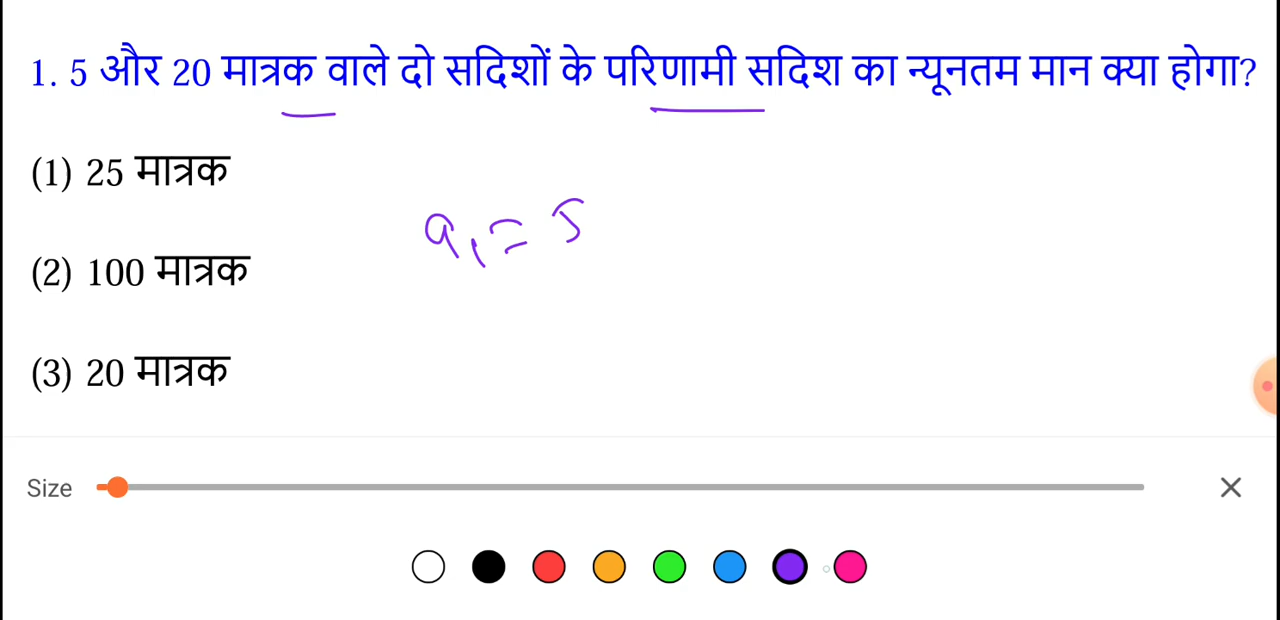 1. 5 और 20 मात्रक वाले दो सदिशों के परिणामी सदिश का न्यूनतम मान क्या होगा?
(1) 25 मात्रक
a₁ = 5
(2) 100 मात्रक
(3) 20 मात्रक
Size